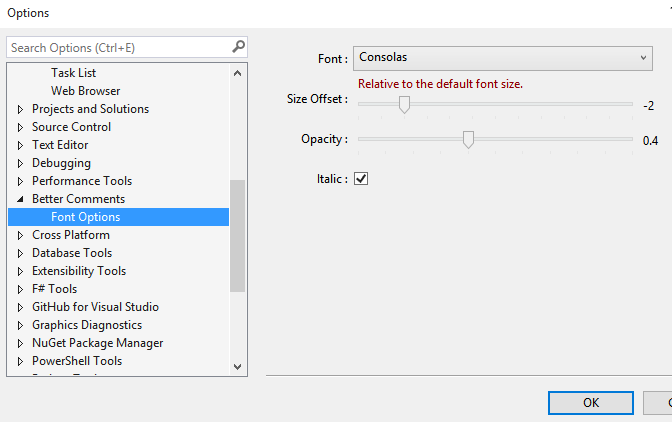 Options
Search Options (Ctrl+E)
Task List
Web Browser
Projects and Solutions
Source Control
Text Editor
Debugging
Performance Tools
Better Comments
Font Options
Cross Platform
Database Tools
Extensibility Tools
F# Tools
GitHub for Visual Studio
Graphics Diagnostics
NuGet Package Manager
PowerShell Tools
Font : Consolas
Relative to the default font size.
Size Offset : -2
Opacity : 0.4
Italic :
OK